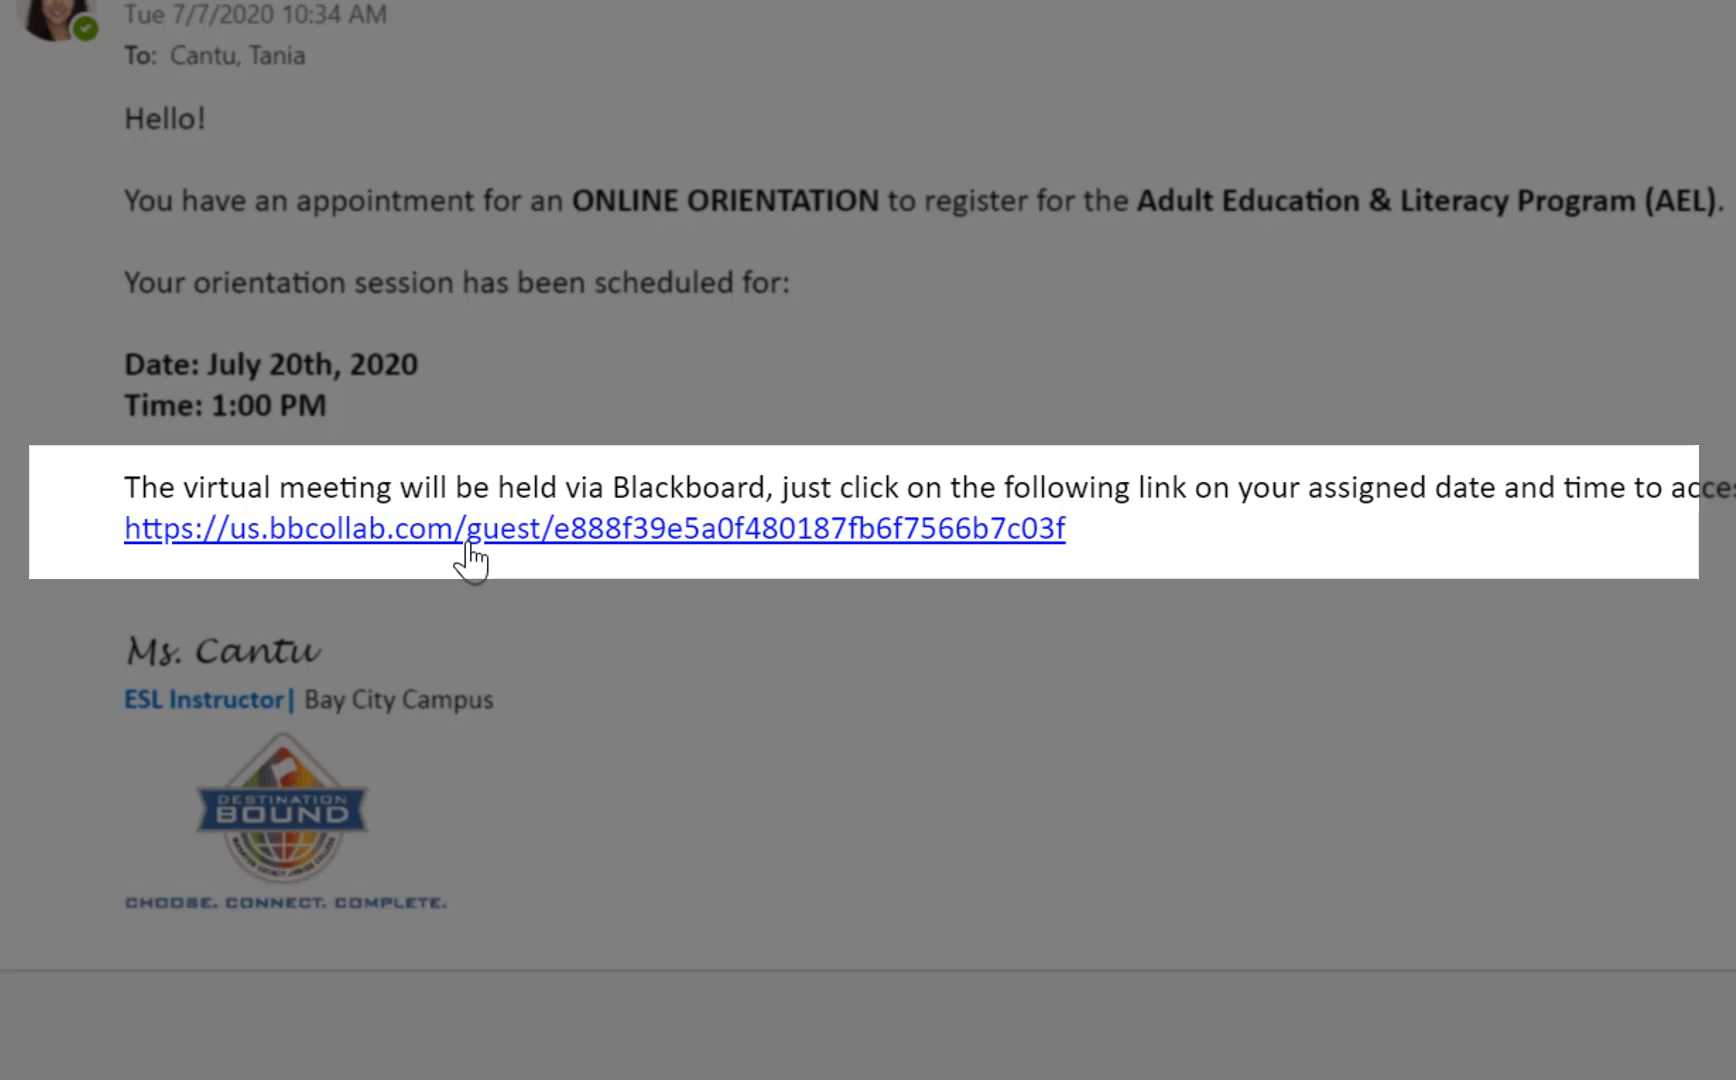 Tue 7/7/2020 10:34 AM
To: Cantu, Tania
Hello!
You have an appointment for an ONLINE ORIENTATION to register for the Adult Education & Literacy Program (AEL).
Your orientation session has been scheduled for:
Date: July 20th, 2020
Time: 1:00 PM
The virtual meeting will be held via Blackboard, just click on the following link on your assigned date and time to
https://us.bbcollab.com/guest/e888f39e5a0f480187fb6f7566b7c03f
Ms. Cantu
ESL Instructor| Bay City Campus
DESTINATION
BOUND
WHARTON COUNTY JUNIOR COLLEGE
CHOOSE. CONNECT. COMPLETE.